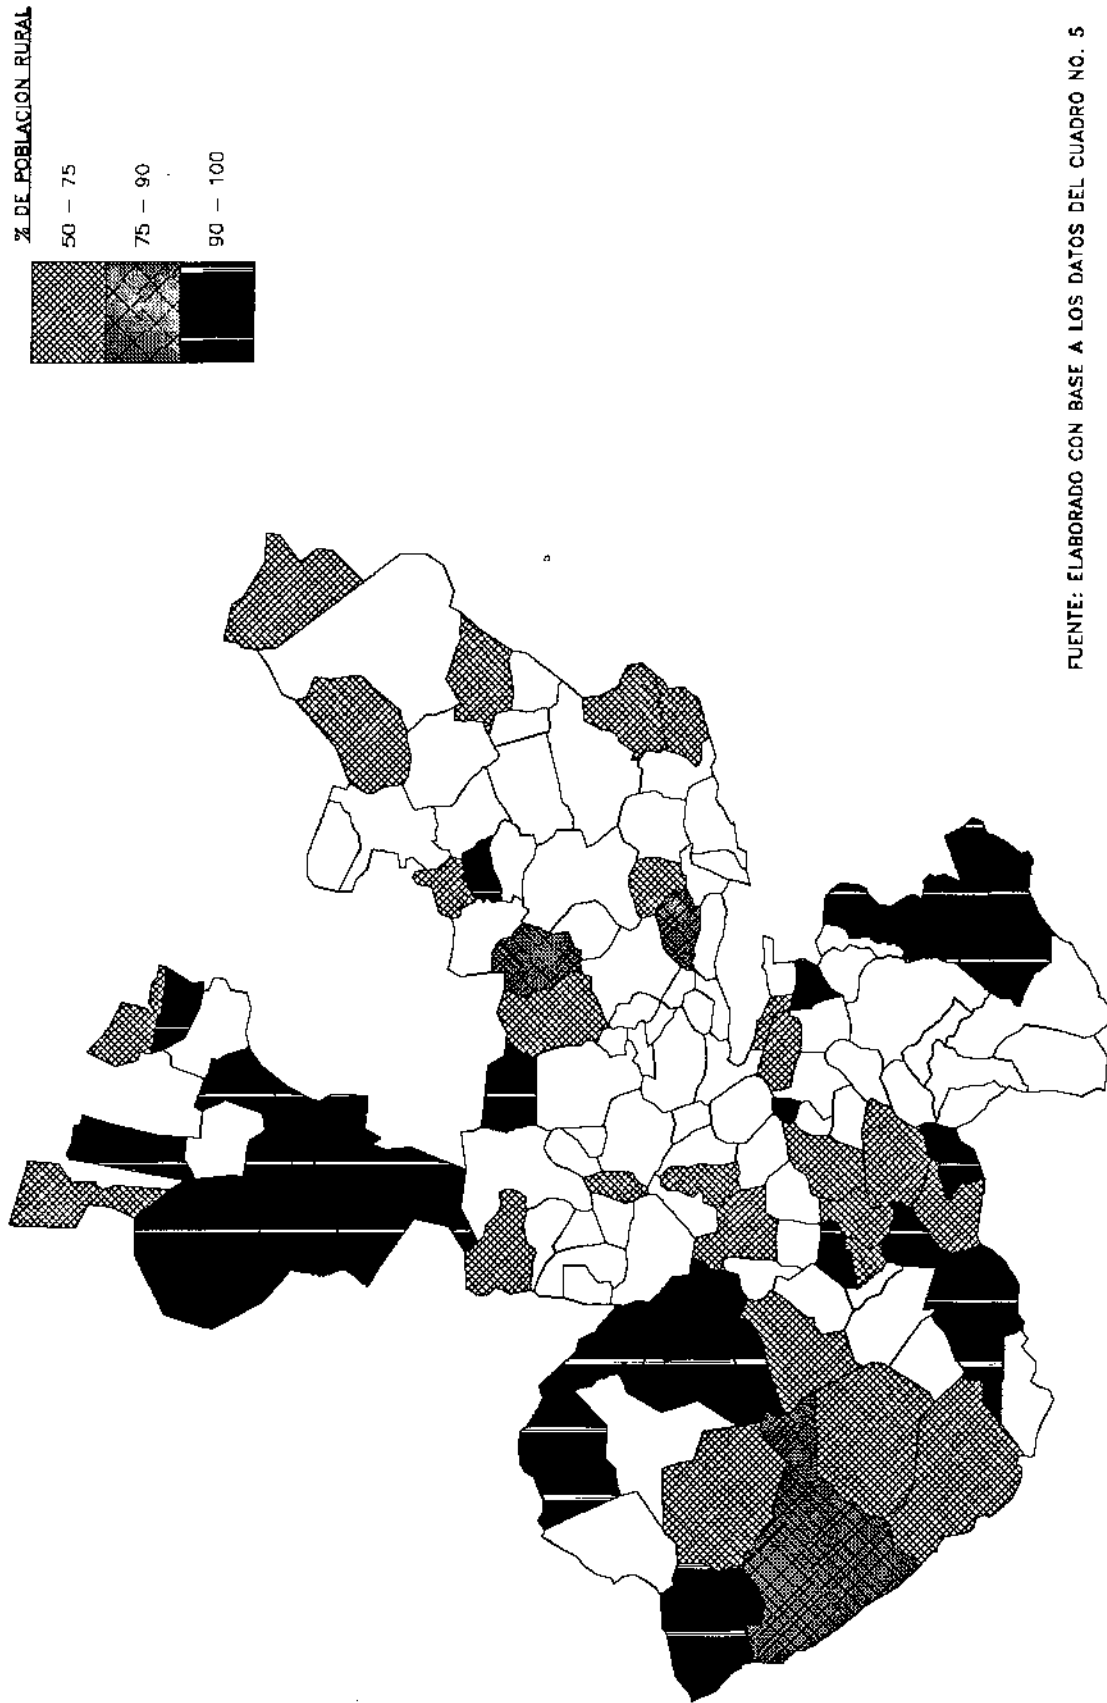 % DE POBLACION RURAL
50 – 75
75 – 90
90 – 100
FUENTE: ELABORADO CON BASE A LOS DATOS DEL CUADRO NO. 5